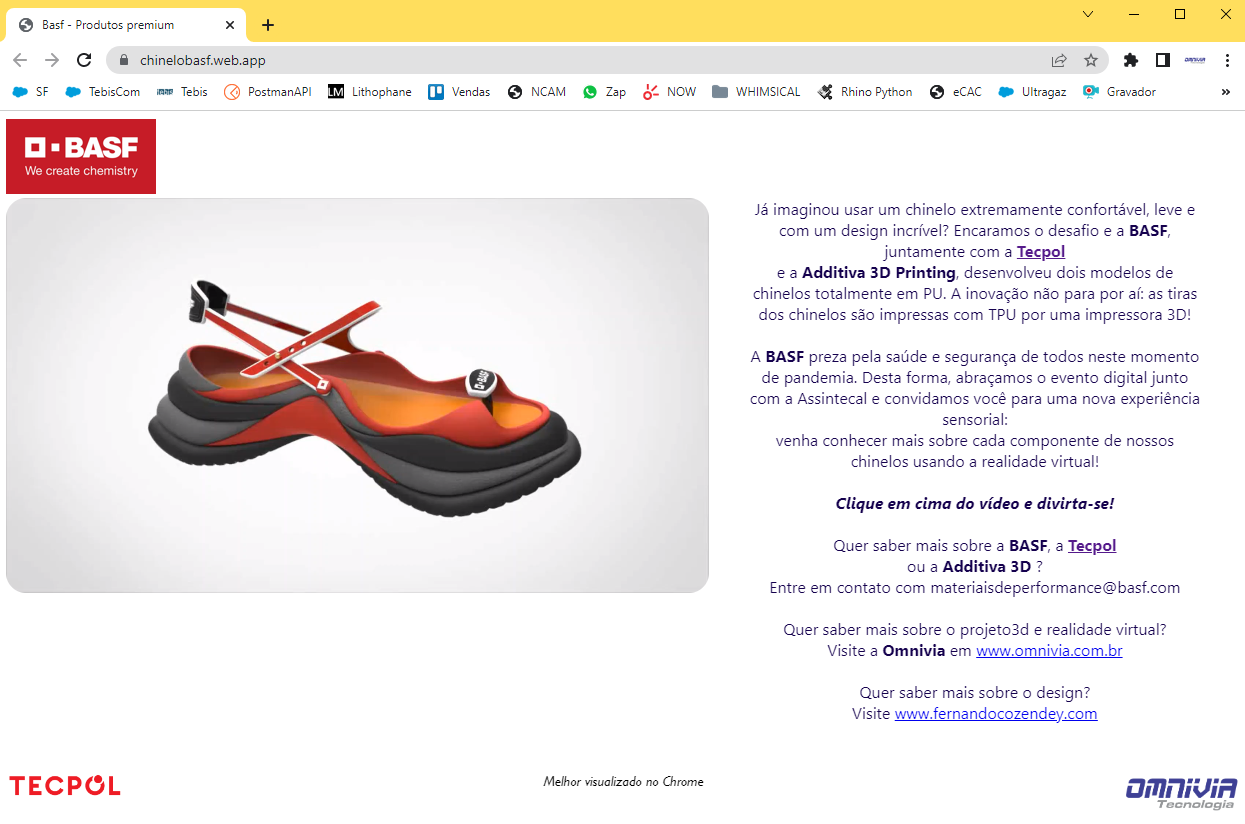 Basf - Produtos premium
chinelobasf.web.app
OMNIVIA
SF TebisCom Tebis PostmanAPI LM Lithophane Vendas NCAM Zap NOW WHIMSICAL Rhino Python eCAC Ultragaz Gravador »
BASF
We create chemistry
BASF
Já imaginou usar um chinelo extremamente confortável, leve e
com um design incrível? Encaramos o desafio e a BASF,
juntamente com a Tecpol
e a Additiva 3D Printing, desenvolveu dois modelos de
chinelos totalmente em PU. A inovação não para por aí: as tiras
dos chinelos são impressas com TPU por uma impressora 3D!
A BASF preza pela saúde e segurança de todos neste momento
de pandemia. Desta forma, abraçamos o evento digital junto
com a Assintecal e convidamos você para uma nova experiência
sensorial:
venha conhecer mais sobre cada componente de nossos
chinelos usando a realidade virtual!
Clique em cima do vídeo e divirta-se!
Quer saber mais sobre a BASF, a Tecpol
ou a Additiva 3D ?
Entre em contato com materiaisdeperformance@basf.com
Quer saber mais sobre o projeto3d e realidade virtual?
Visite a Omnivia em www.omnivia.com.br
Quer saber mais sobre o design?
Visite www.fernandocozendey.com
TECPOL
Melhor visualizado no Chrome
OMNIVIA
Tecnologia